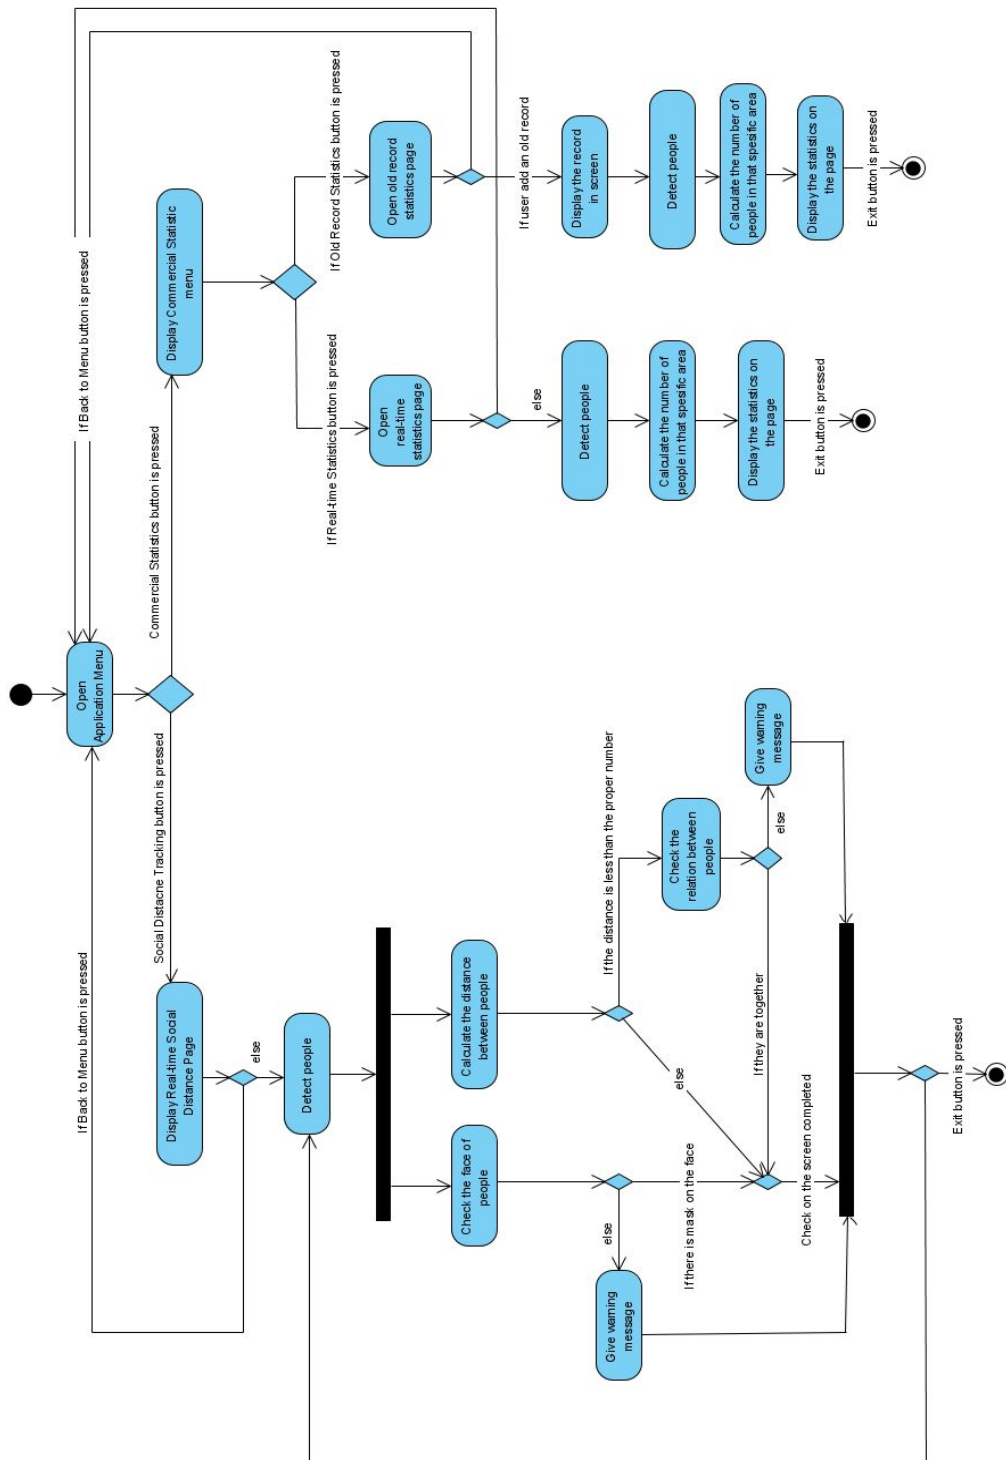 If Back to Menu button is pressed
Open
Application Menu
Commercial Statistics button is pressed
Social Distacne Tracking button is pressed
If Back to Menu button is pressed
Display Commercial Statistic
menu
If Old Record Statistics button is pressed
If Real-time Statistics button is pressed
Open old record
statistics page
Open
real-time
statistics page
If user add an old record
else
Display the record
in screen
Detect people
Calculate the number of
people in that spesific area
Display the statistics on
the page
Exit button is pressed
Detect people
Calculate the number of
people in that spesific area
Display the statistics on
the page
Exit button is pressed
Display Real-time Social
Distance Page
else
Detect people
Calculate the distance
between people
Check the face of
people
If the distance is less than the proper number
else
Check the
relation between
people
If they are together
else
Give warning
message
If there is mask on the face
else
Give warning
message
Check on the screen completed
Exit button is pressed